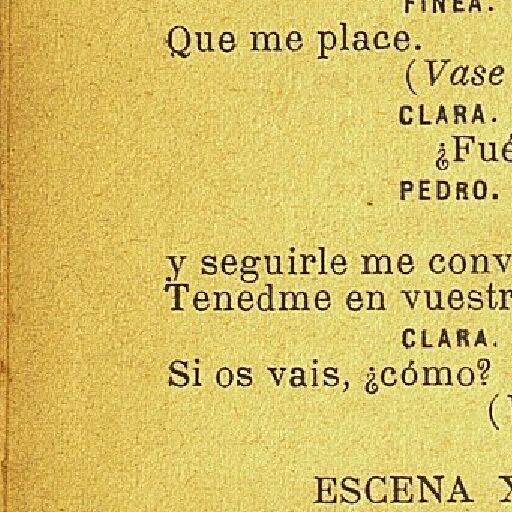 FINEA.
Que me place.
(Vase
CLARA.
¿Fué
PEDRO.
y seguirle me conv
Tenedme en vuestr
CLARA.
Si os vais, ¿cómo?
(
ESCENA X